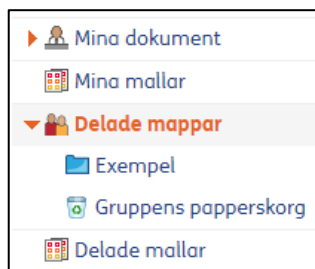 Mina dokument
Mina mallar
Delade mappar
Exempel
Gruppens papperskorg
Delade mallar